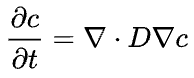 ∂c/∂t = ∇ · D∇c